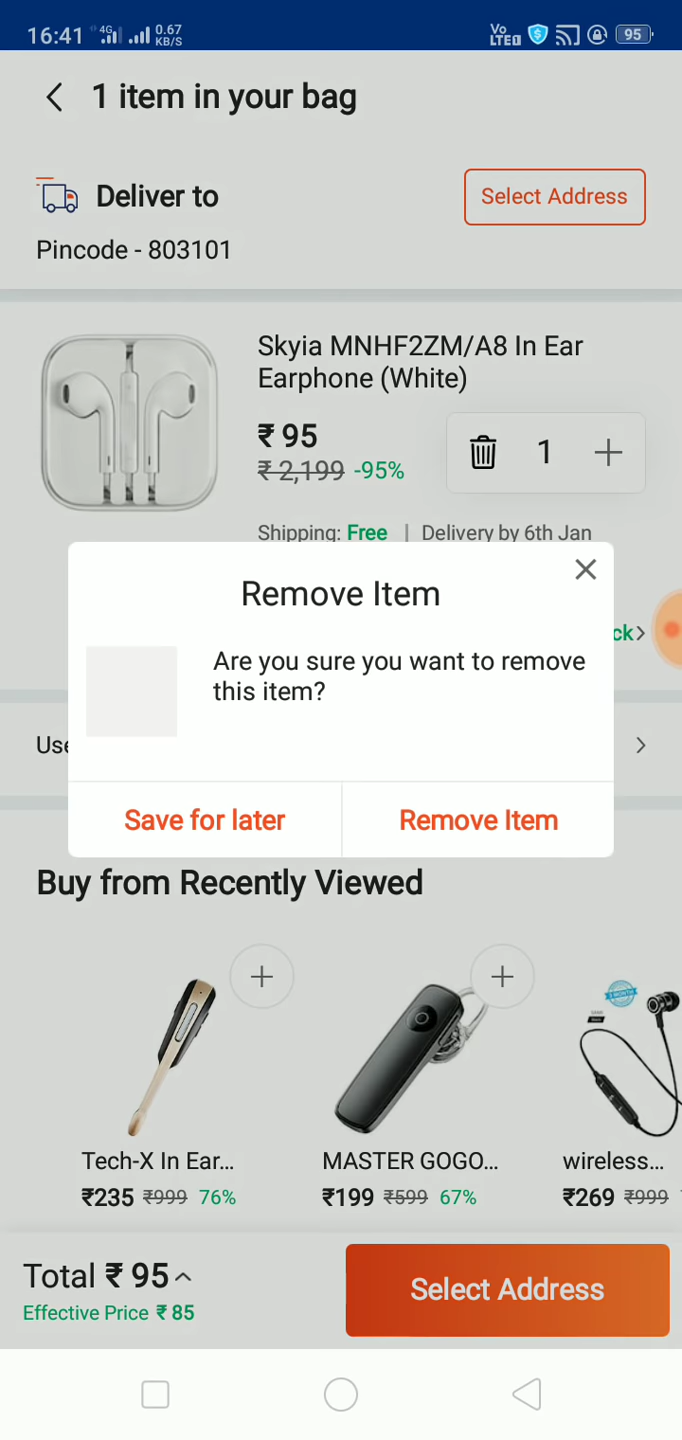 16:41 4G 0.67 KB/S Vo LTE 95
1 item in your bag
Deliver to
Select Address
Pincode - 803101
Skyia MNHF2ZM/A8 In Ear
Earphone (White)
₹ 95
1
₹ 2,199 -95%
Shipping: Free | Delivery by 6th Jan
Remove Item
ck
Are you sure you want to remove
this item?
Use
Save for later
Remove Item
Buy from Recently Viewed
Tech-X In Ear...
MASTER GOGO...
wireless...
₹235 ₹999 76%
₹199 ₹599 67%
₹269 ₹999
Total ₹ 95
Effective Price ₹ 85
Select Address